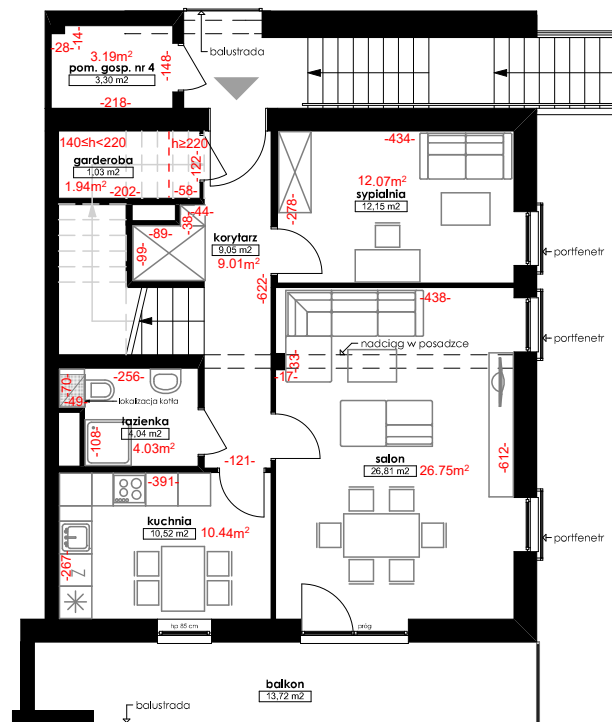 balustrada
-28-
-14-
3.19m²
pom. gosp. nr 4
3,30 m2
-148-
-218-
140≤h<220
h≥220
garderoba
1,03 m2
1.94m²
-202-
-58-
-122-
-434-
12.07m²
sypialnia
12,15 m2
-278-
-44-
-38-
-89-
-99-
korytarz
9,05 m2
9.01m²
-622-
portfenetr
-438-
portfenetr
nadciąg w posadzce
-33-
-17-
-70-
-49-
-256-
lokalizacja kotła
łazienka
4,04 m2
4.03m²
-108-
-121-
salon
26,81 m2
26.75m²
-612-
-391-
kuchnia
10,52 m2
10.44m²
-267-
portfenetr
hp 85 cm
próg
balkon
13,72 m2
balustrada